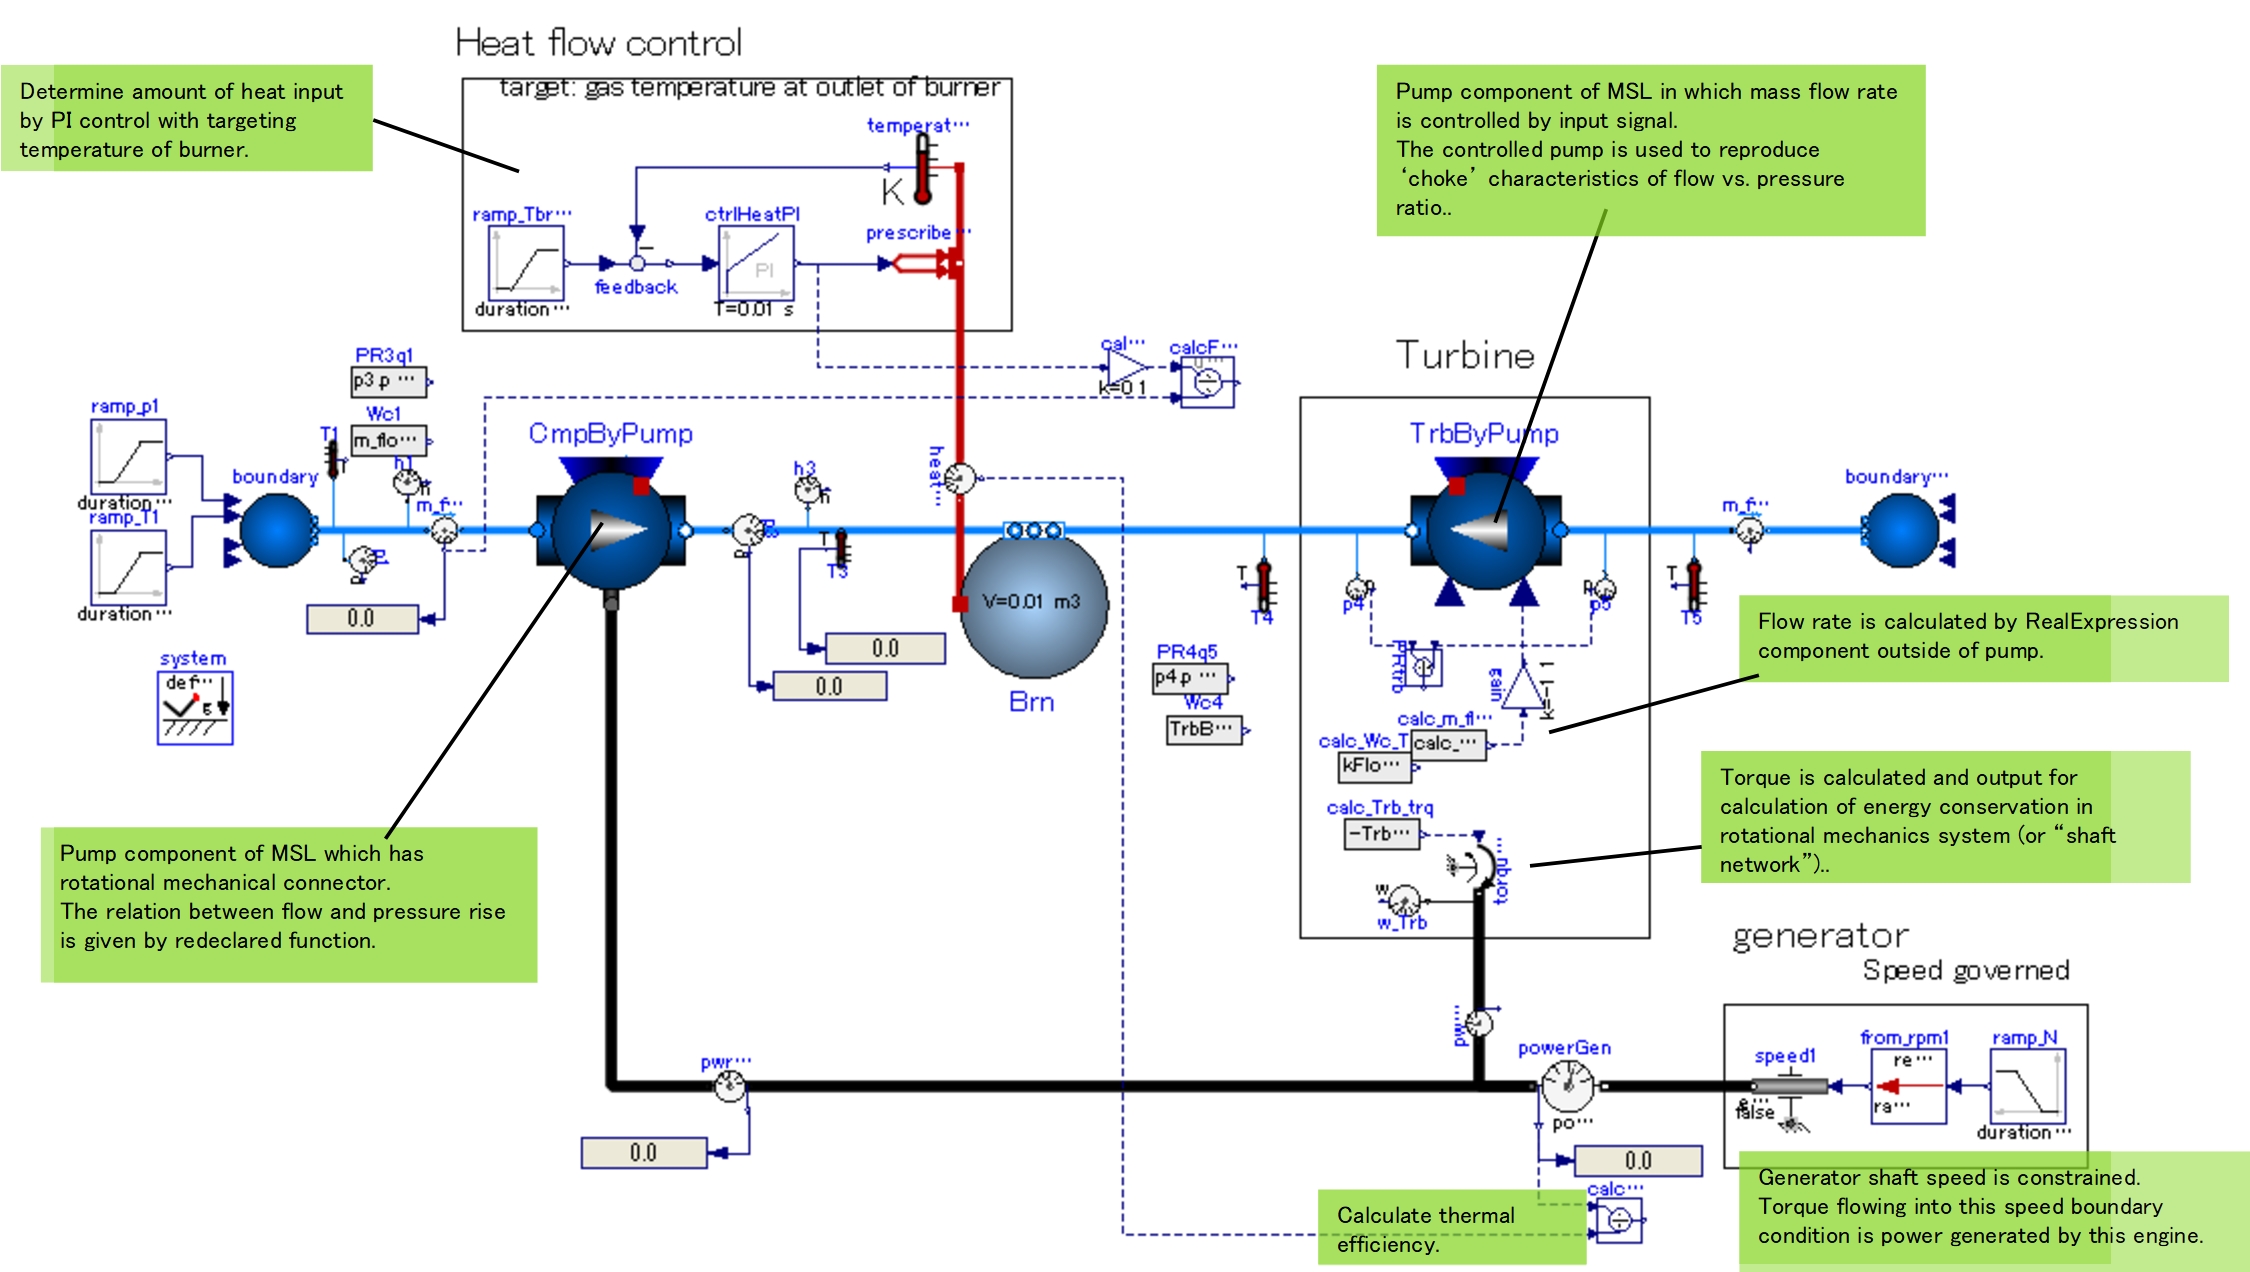 Heat flow control
target: gas temperature at outlet of burner
Determine amount of heat input
by PI control with targeting
temperature of burner.
Pump component of MSL in which mass flow rate
is controlled by input signal.
The controlled pump is used to reproduce
‘choke’ characteristics of flow vs. pressure
ratio..
temperat...
K
ramp_Tbr...
duration ...
feedback
ctrlHeatPI
PI
T=0.01 s
prescribe...
cal...
k=0.1
calcF...
PR3q1
p3.p ...
Wc1
m_flo...
ramp_p1
duration ...
ramp_T1
duration ...
boundary
T1
T
h1
h
m_f...
p
0.0
system
def...
g
CmpByPump
h3
h
T
T3
p
0.0
0.0
heat...
V=0.01 m3
Brn
Turbine
TrbByPump
T
T4
p4
p
p5
p
m_f...
T
T5
boundary...
PR4q5
p4.p ...
Wc4
TrbB...
PRtrb
gain
k=-1
calc_m_fl...
calc_...
calc_Wc_T
kFlo...
calc_Trb_trq
-Trb...
torqu...
w
w_Trb
Flow rate is calculated by RealExpression
component outside of pump.
Torque is calculated and output for
calculation of energy conservation in
rotational mechanics system (or “shaft
network”)..
Pump component of MSL which has
rotational mechanical connector.
The relation between flow and pressure rise
is given by redeclared function.
generator
Speed governed
pwr...
0.0
pw...
powerGen
po...
0.0
speed1
false
from_rpm1
re...
ra...
ramp_N
duration ...
calc...
Calculate thermal
efficiency.
Generator shaft speed is constrained.
Torque flowing into this speed boundary
condition is power generated by this engine.